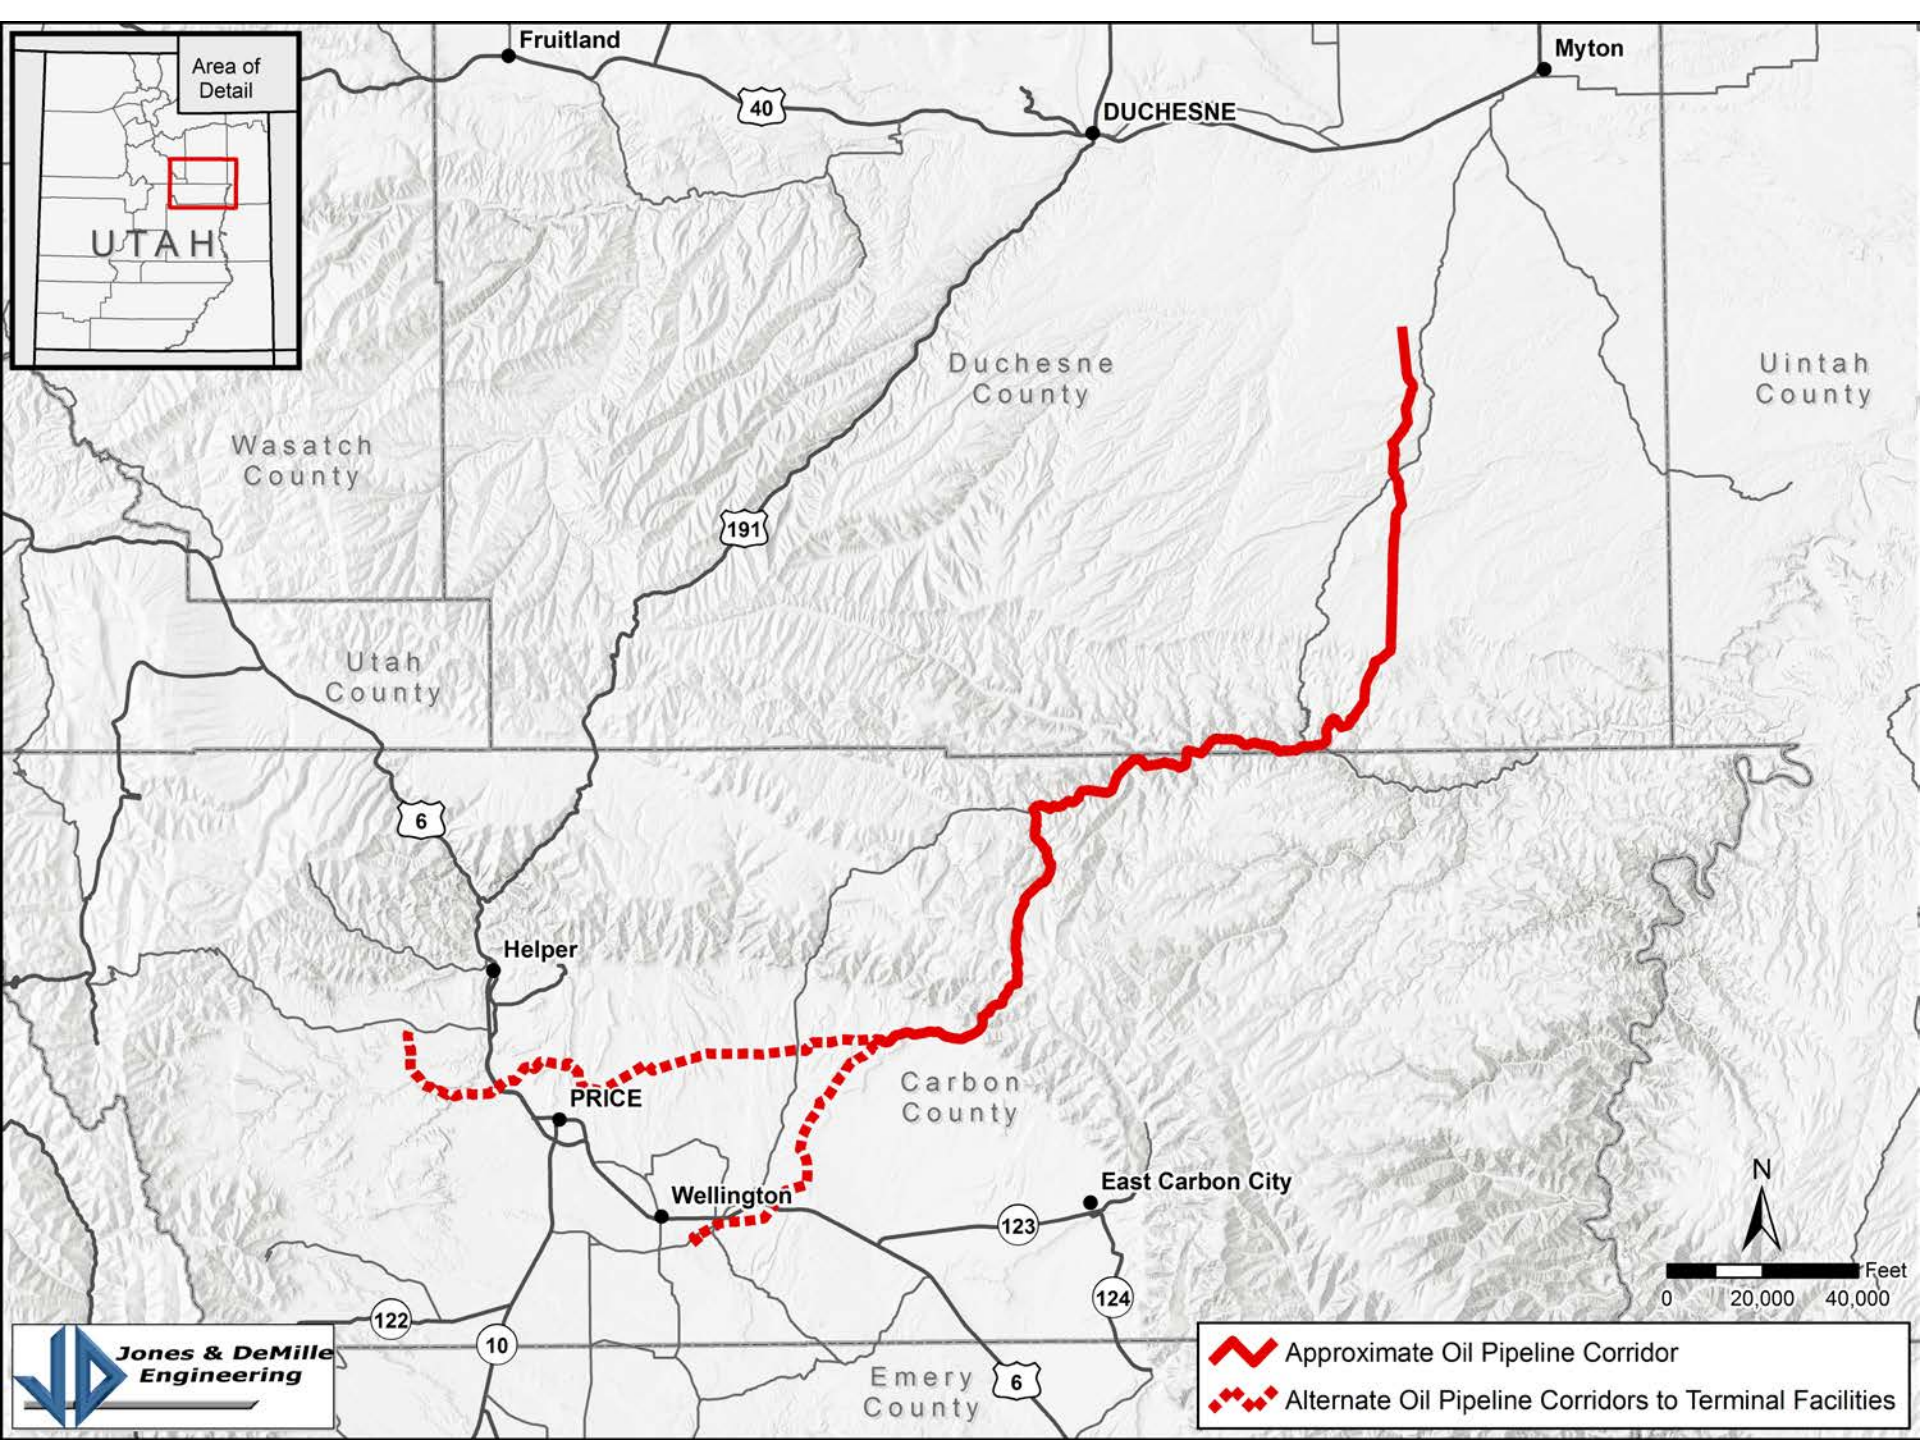 Area of
Detail
UTAH
Fruitland
Myton
40
DUCHESNE
Duchesne
County
Uintah
County
Wasatch
County
191
Utah
County
6
Helper
PRICE
Carbon
County
Wellington
East Carbon City
123
124
122
10
Emery
County
6
N
Feet
0 20,000 40,000
Jones & DeMille
Engineering
Approximate Oil Pipeline Corridor
Alternate Oil Pipeline Corridors to Terminal Facilities